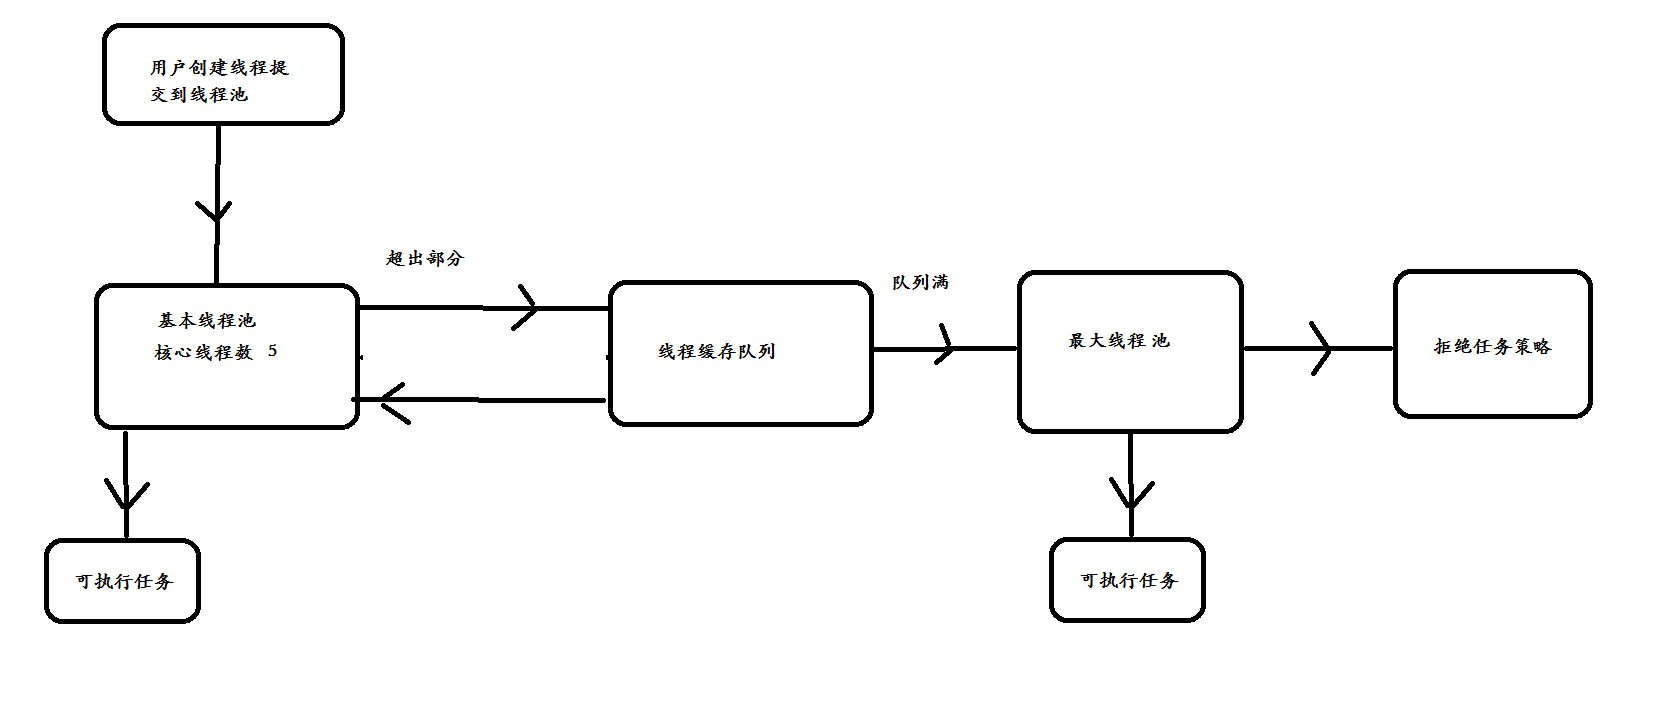 用户创建线程提
交到线程池
超出部分
队列满
基本线程池
核心线程数 5
线程缓存队列
最大线程池
拒绝任务策略
可执行任务
可执行任务